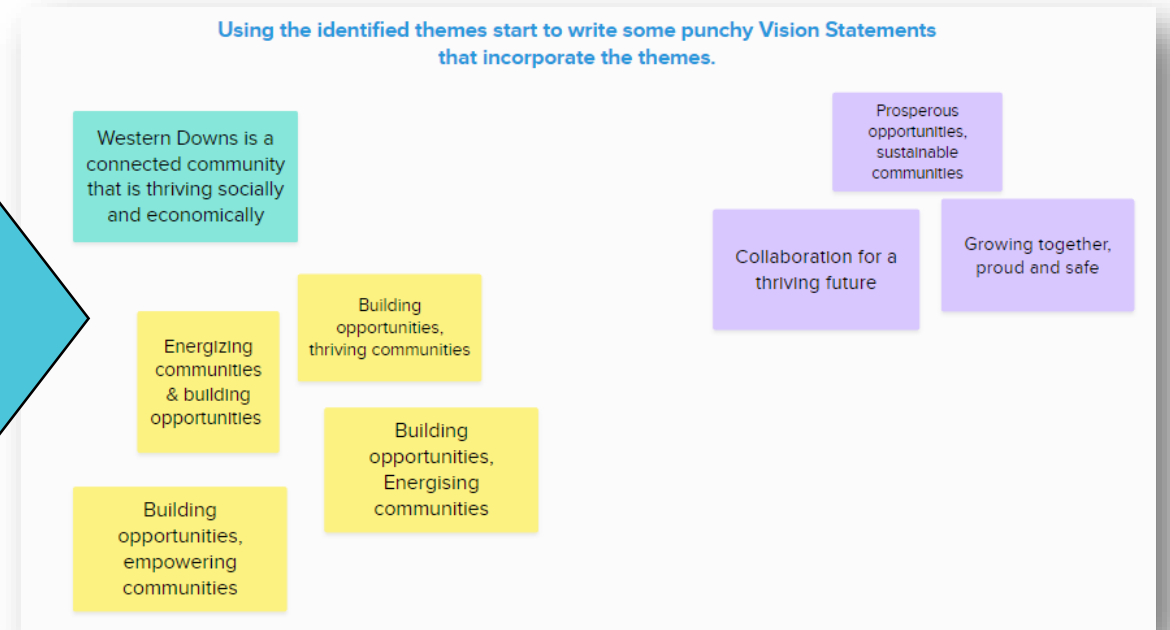 Using the identified themes start to write some punchy Vision Statements
that incorporate the themes.
Western Downs is a
connected community
that is thriving socially
and economically
Prosperous
opportunities,
sustainable
communities
Collaboration for a
thriving future
Growing together,
proud and safe
Building
opportunities,
thriving communities
Energizing
communities
& building
opportunities
Building
opportunities,
Energising
communities
Building
opportunities,
empowering
communities